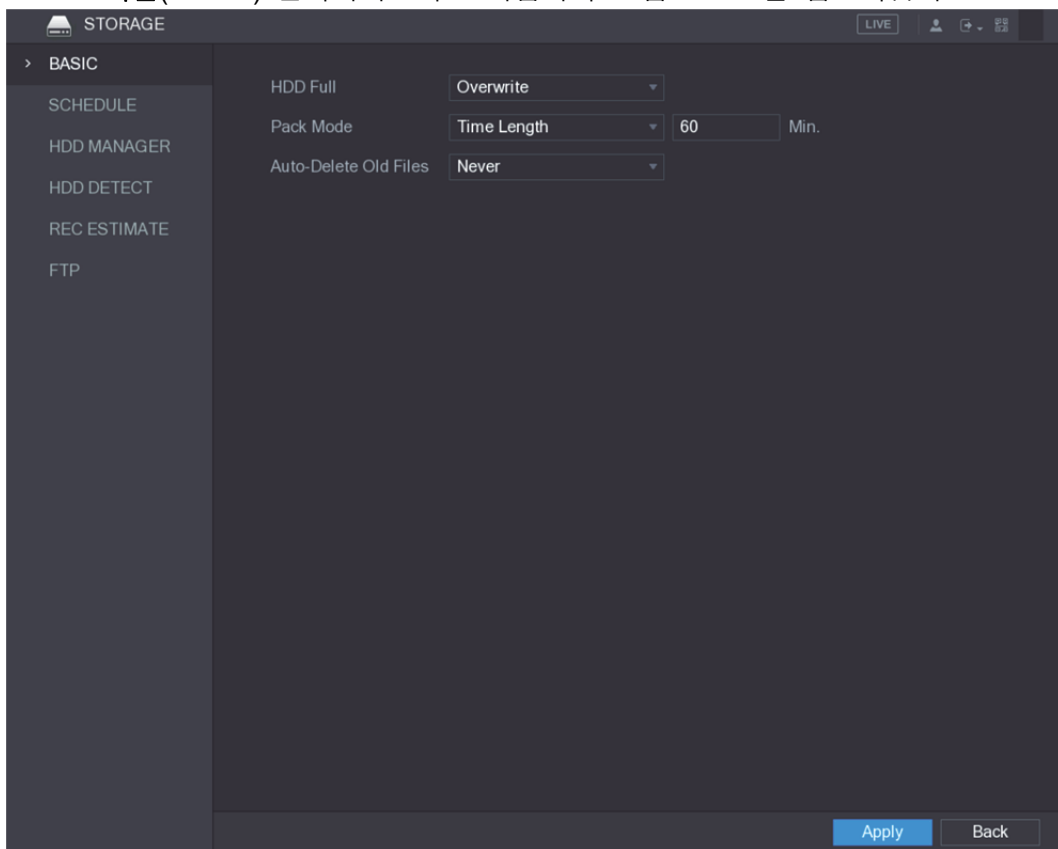 STORAGE LIVE
> BASIC
SCHEDULE
HDD MANAGER
HDD DETECT
REC ESTIMATE
FTP
HDD Full Overwrite
Pack Mode Time Length 60 Min.
Auto-Delete Old Files Never
Apply Back